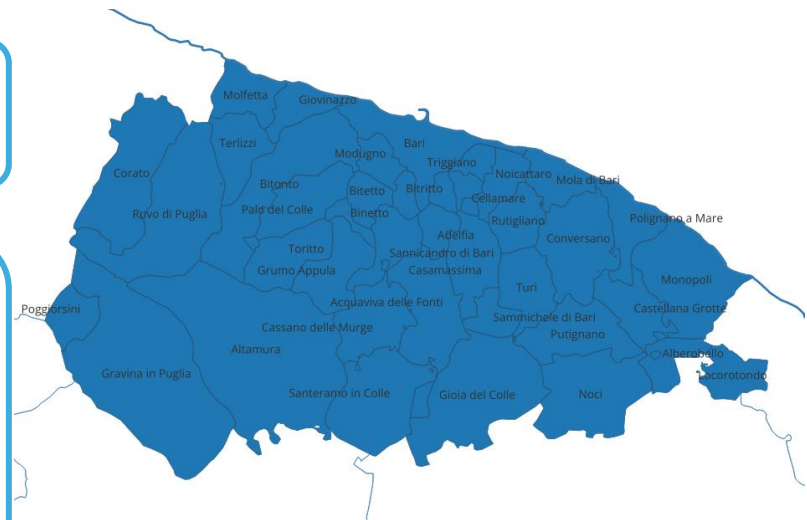 Molfetta
Giovinazzo
Terlizzi
Bari
Modugno
Triggiano
Corato
Noicattaro
Mola di Bari
Bitonto
Bitetto
Bitritto
Cellamare
Ruvo di Puglia
Palo del Colle
Binetto
Rutigliano
Polignano a Mare
Adelfia
Conversano
Toritto
Sannicandro di Bari
Grumo Appula
Casamassima
Monopoli
Turi
Acquaviva delle Fonti
Poggiorsini
Castellana Grotte
Sammichele di Bari
Cassano delle Murge
Putignano
Altamura
Alberobello
Gravina in Puglia
Locorotondo
Santeramo in Colle
Gioia del Colle
Noci